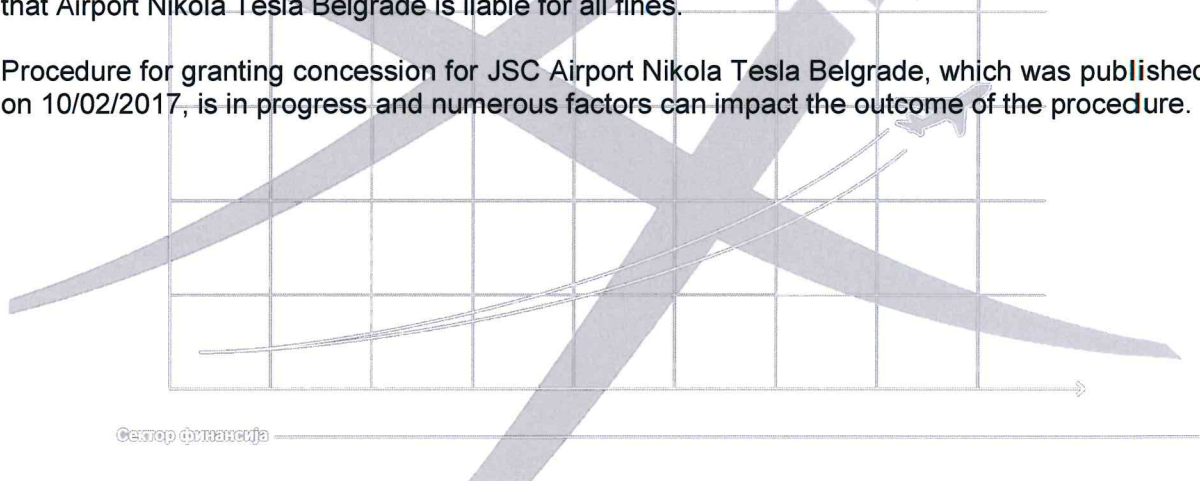 that Airport Nikola Tesla Belgrade is liable for all fines.
Procedure for granting concession for JSC Airport Nikola Tesla Belgrade, which was published
on 10/02/2017, is in progress and numerous factors can impact the outcome of the procedure.
Сектор финансија